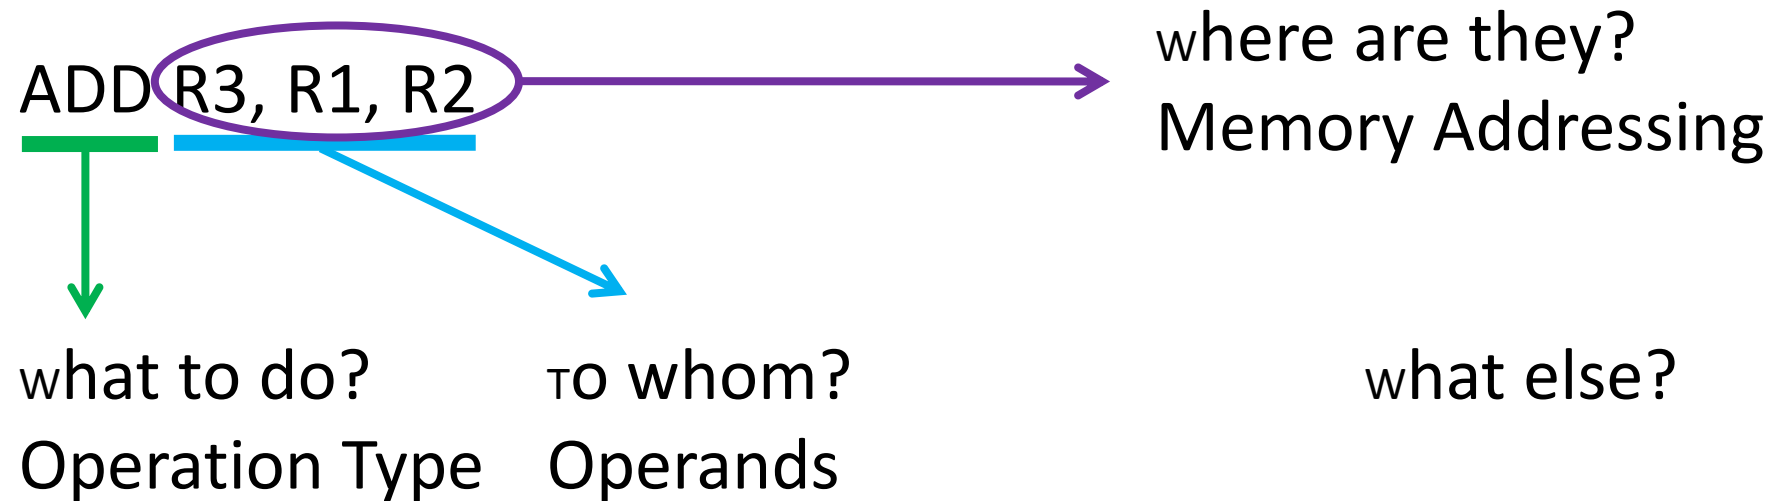 where are they?
ADD R3, R1, R2
Memory Addressing
what to do?
To whom?
what else?
Operation Type
Operands